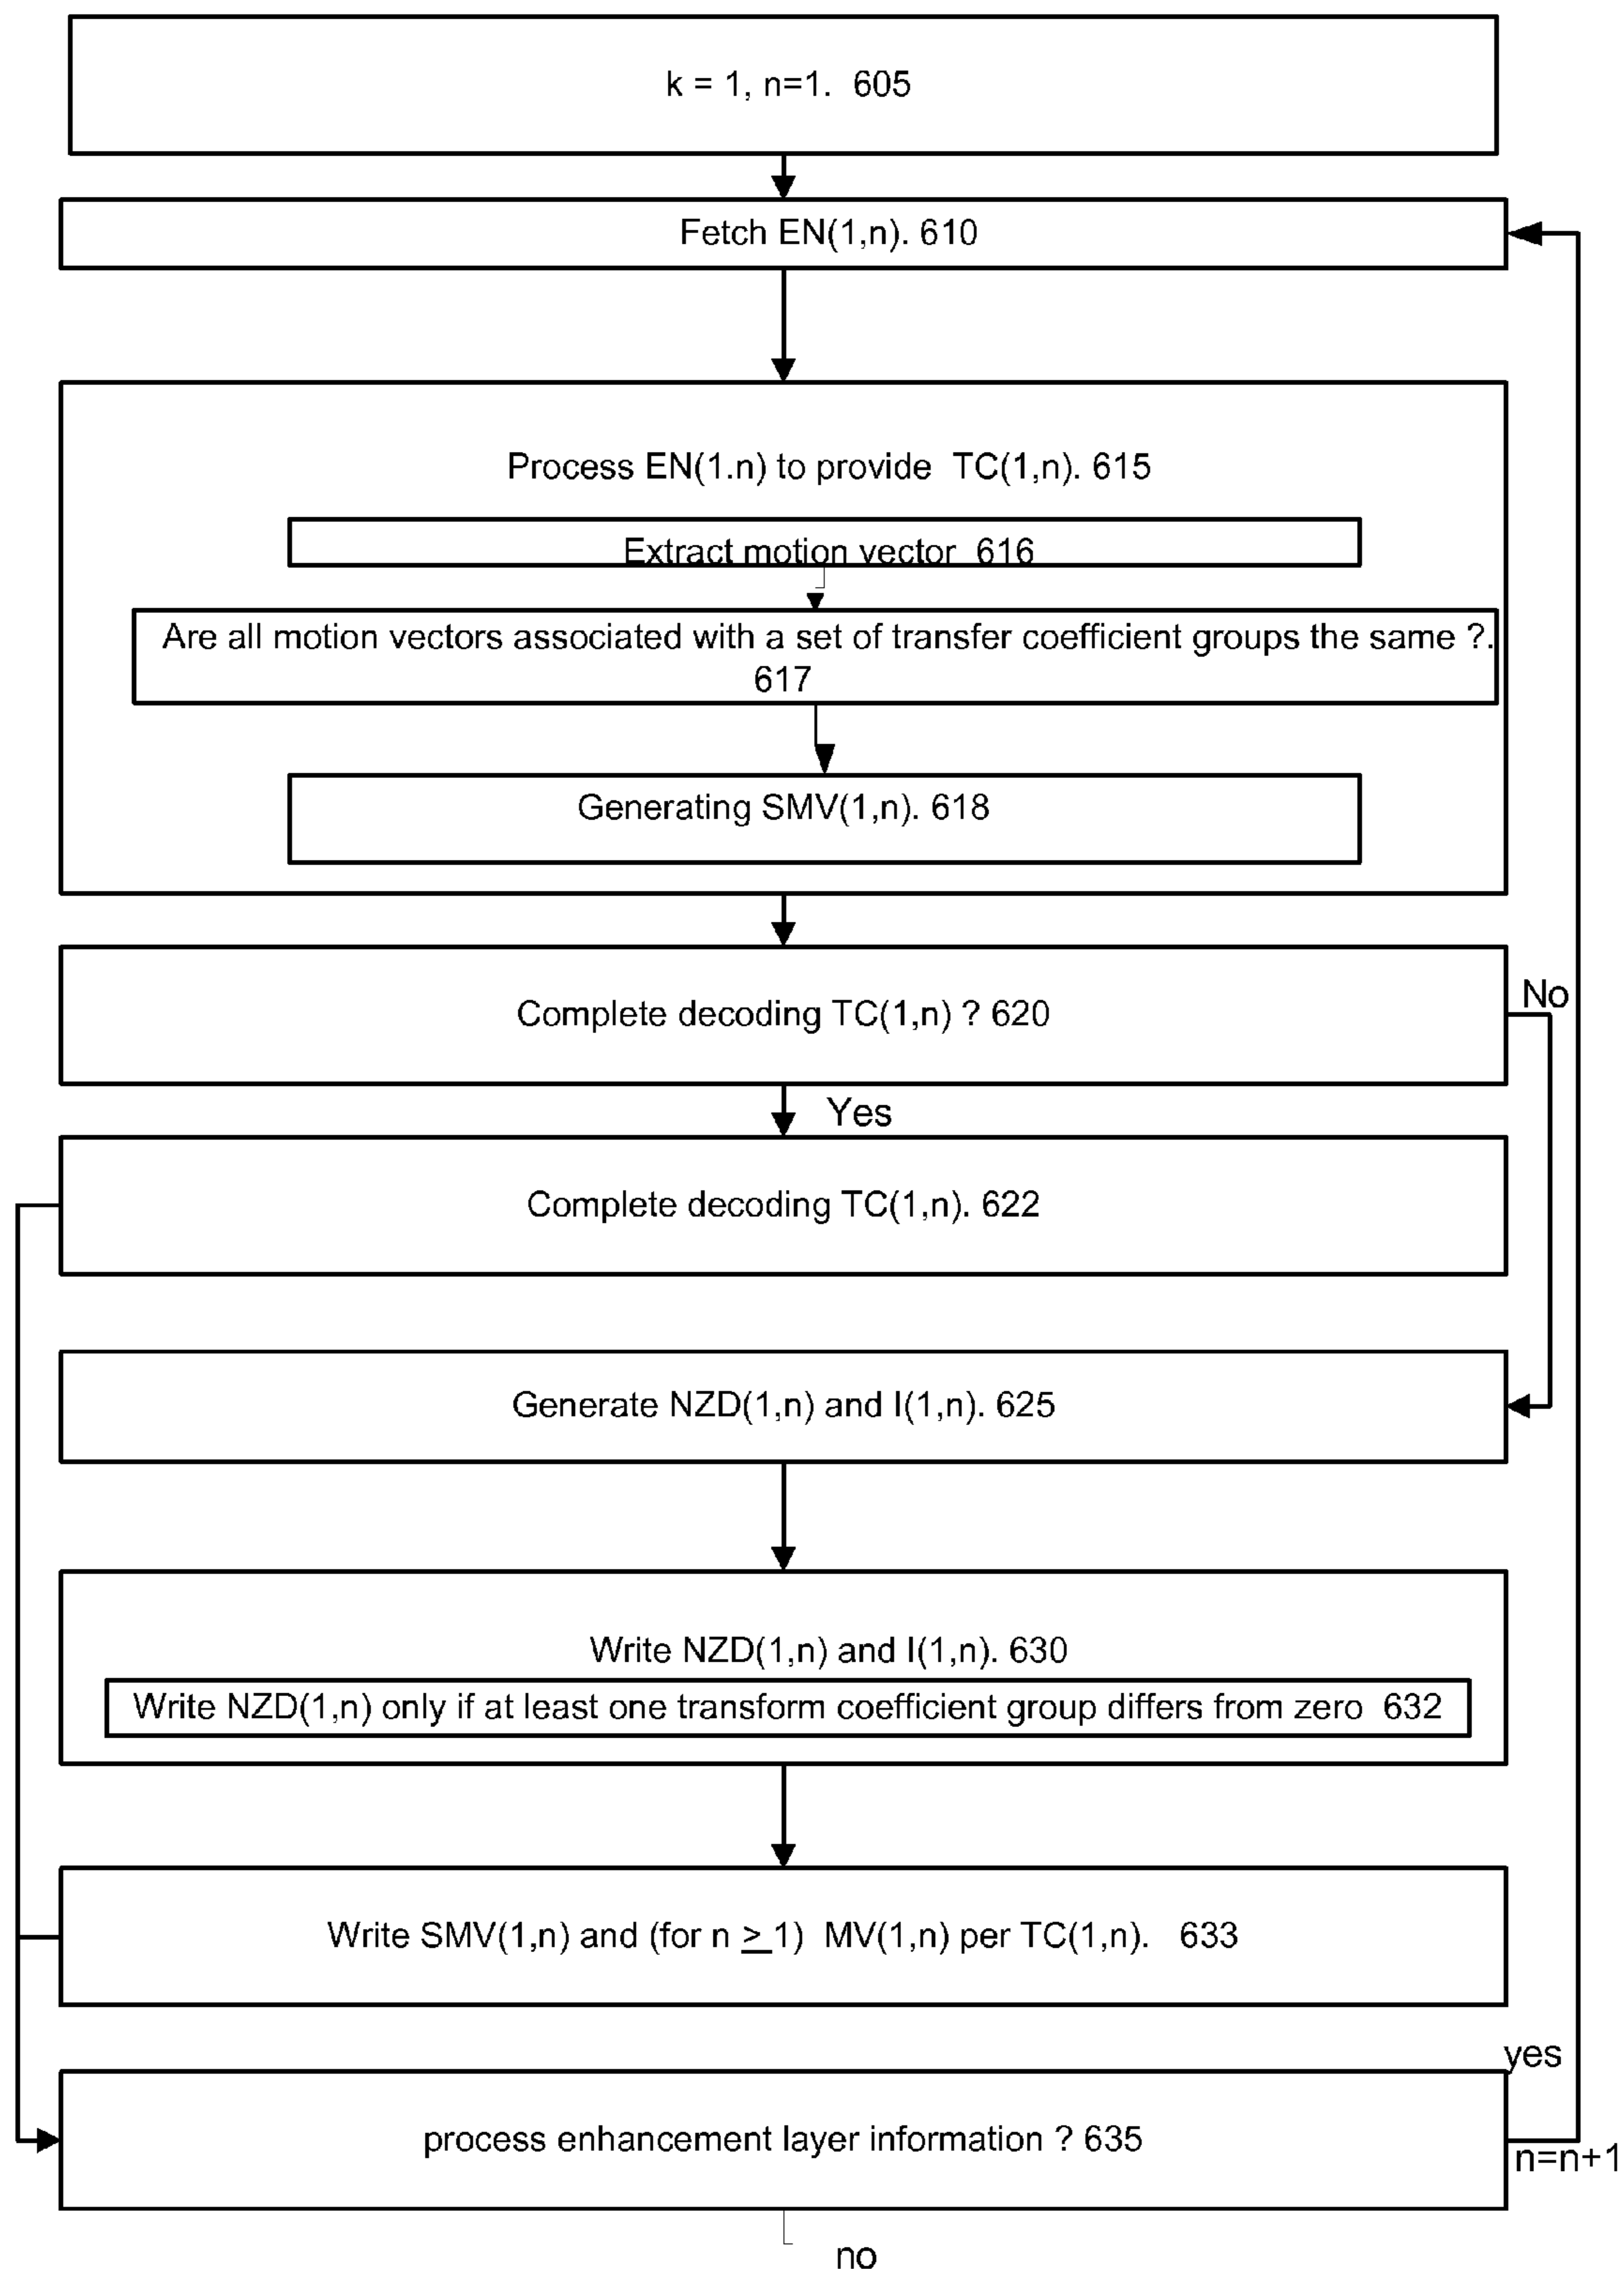 k = 1, n=1. 605
Fetch EN(1,n). 610
Process EN(1.n) to provide TC(1,n). 615
Extract motion vector 616
Are all motion vectors associated with a set of transfer coefficient groups the same ?.
617
Generating SMV(1,n). 618
Complete decoding TC(1,n) ? 620
No
Yes
Complete decoding TC(1,n). 622
Generate NZD(1,n) and I(1,n). 625
Write NZD(1,n) and I(1,n). 630
Write NZD(1,n) only if at least one transform coefficient group differs from zero 632
Write SMV(1,n) and (for n ≥ 1) MV(1,n) per TC(1,n). 633
yes
process enhancement layer information ? 635
n=n+1
no